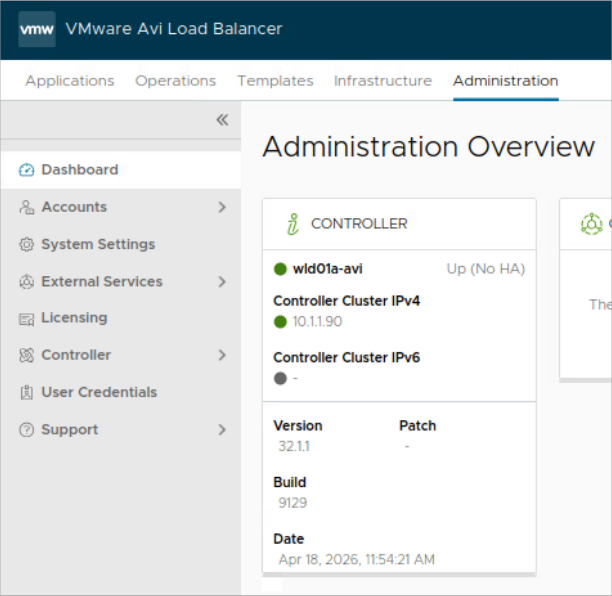 vmw VMware Avi Load Balancer
Applications Operations Templates Infrastructure Administration
Dashboard
Accounts
System Settings
External Services
Licensing
Controller
User Credentials
Support
Administration Overview
CONTROLLER
wld01a-avi Up (No HA)
Controller Cluster IPv4
10.1.1.90
Controller Cluster IPv6
-
Version Patch
32.1.1 -
Build
9129
Date
Apr 18, 2026, 11:54:21 AM
The